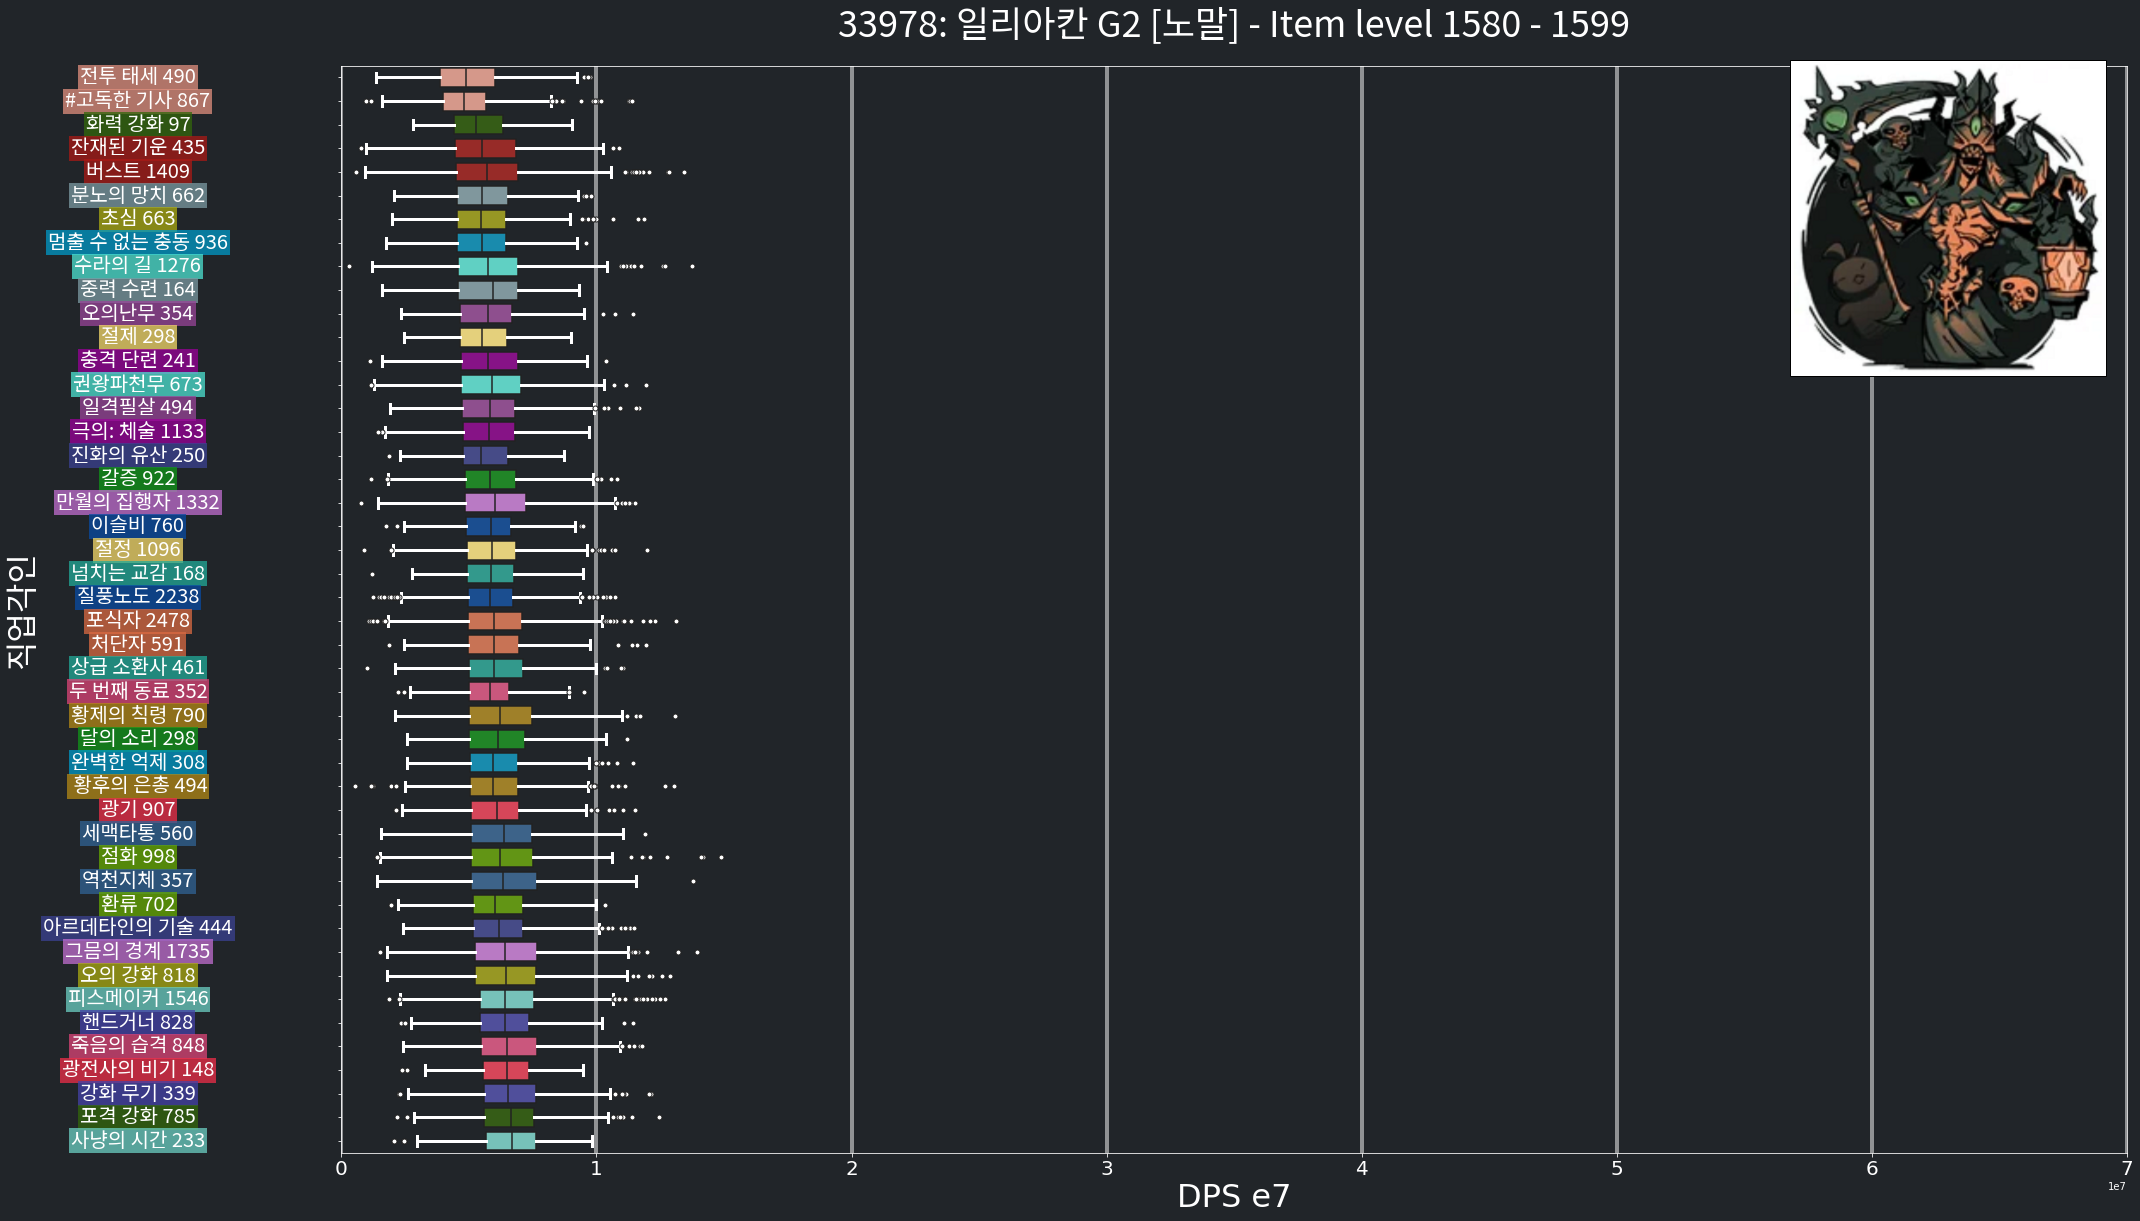 33978: 일리아칸 G2 [노말] - Item level 1580 - 1599
직업각인
전투 태세 490
#고독한 기사 867
화력 강화 97
잔재된 기운 435
버스트 1409
분노의 망치 662
초심 663
멈출 수 없는 충동 936
수라의 길 1276
중력 수련 164
오의난무 354
절제 298
충격 단련 241
권왕파천무 673
일격필살 494
극의: 체술 1133
진화의 유산 250
갈증 922
만월의 집행자 1332
이슬비 760
절정 1096
넘치는 교감 168
질풍노도 2238
포식자 2478
처단자 591
상급 소환사 461
두 번째 동료 352
황제의 칙령 790
달의 소리 298
완벽한 억제 308
황후의 은총 494
광기 907
세맥타통 560
점화 998
역천지체 357
환류 702
아르데타인의 기술 444
그믐의 경계 1735
오의 강화 818
피스메이커 1546
핸드거너 828
죽음의 습격 848
광전사의 비기 148
강화 무기 339
포격 강화 785
사냥의 시간 233
0 1 2 3 4 5 6 7
1e7
DPS e7